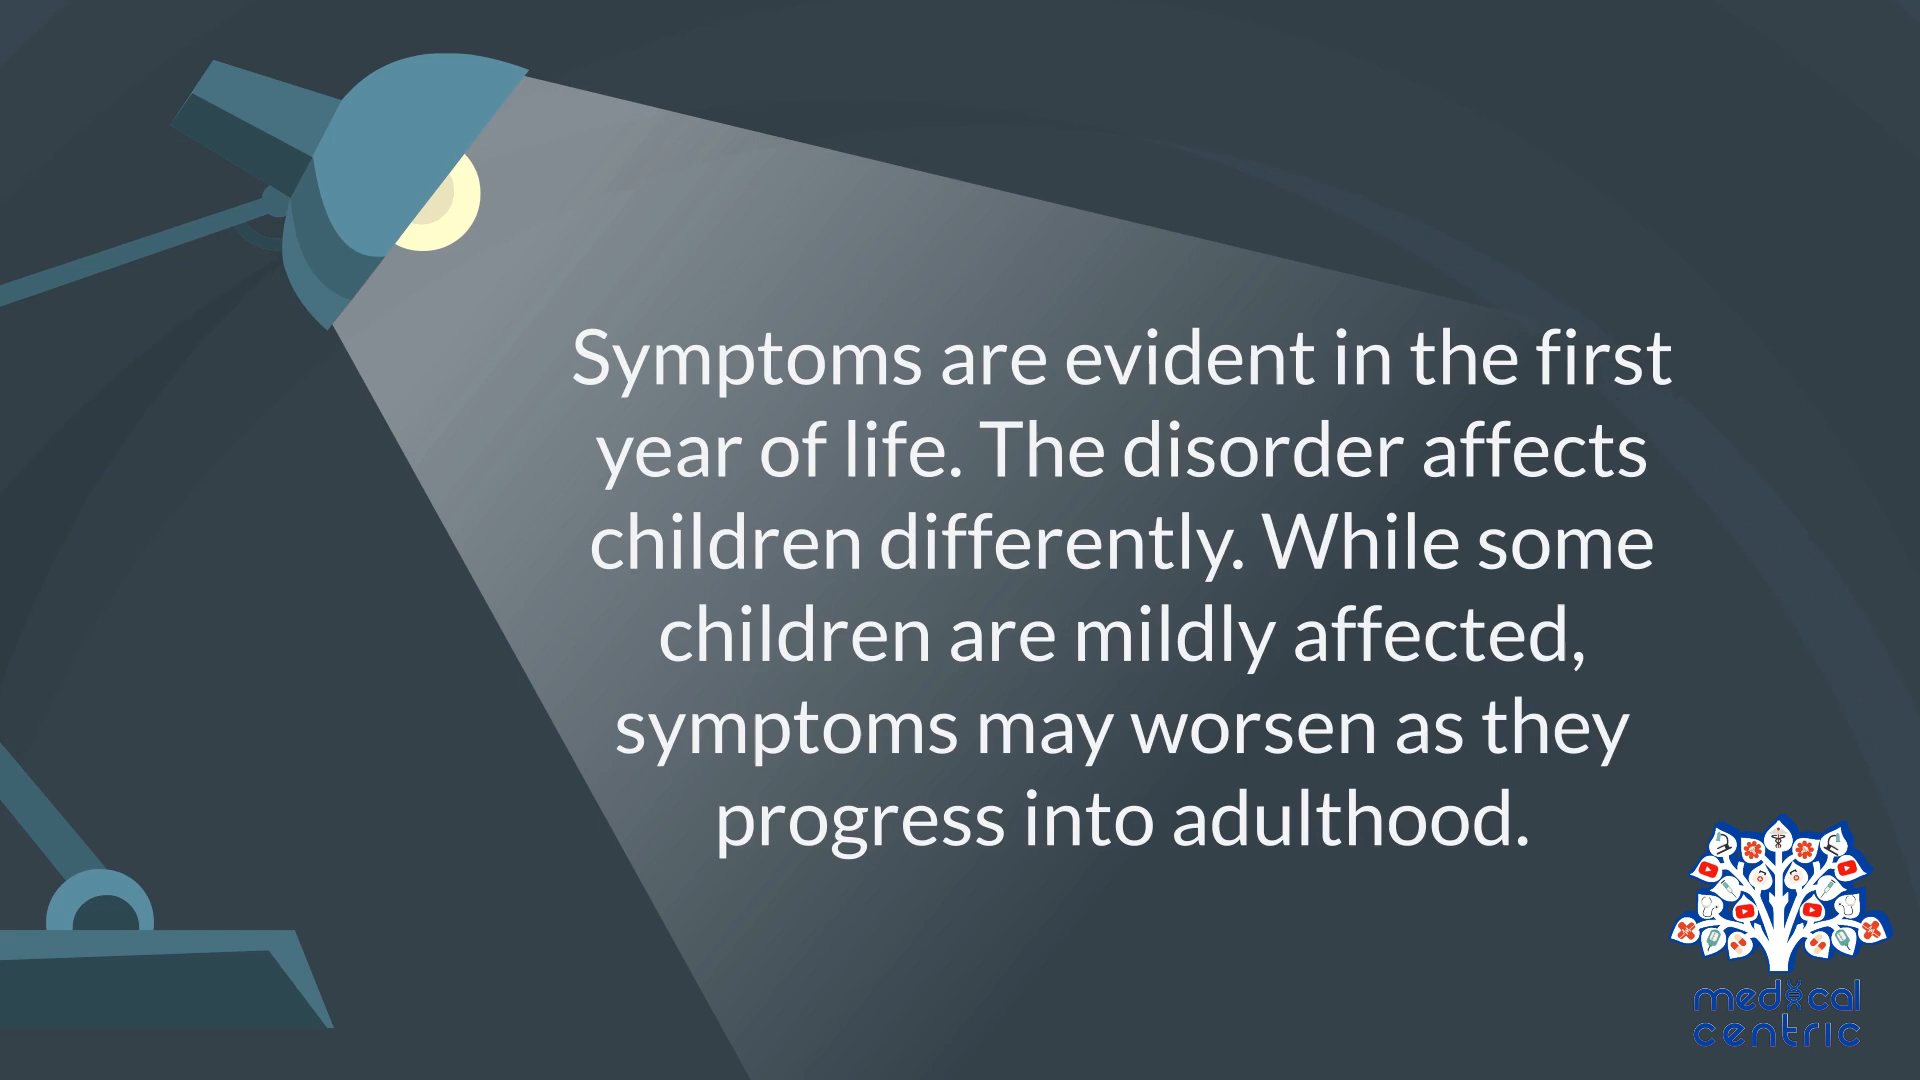 Symptoms are evident in the first
year of life. The disorder affects
children differently. While some
children are mildly affected,
symptoms may worsen as they
progress into adulthood.
medical
centric